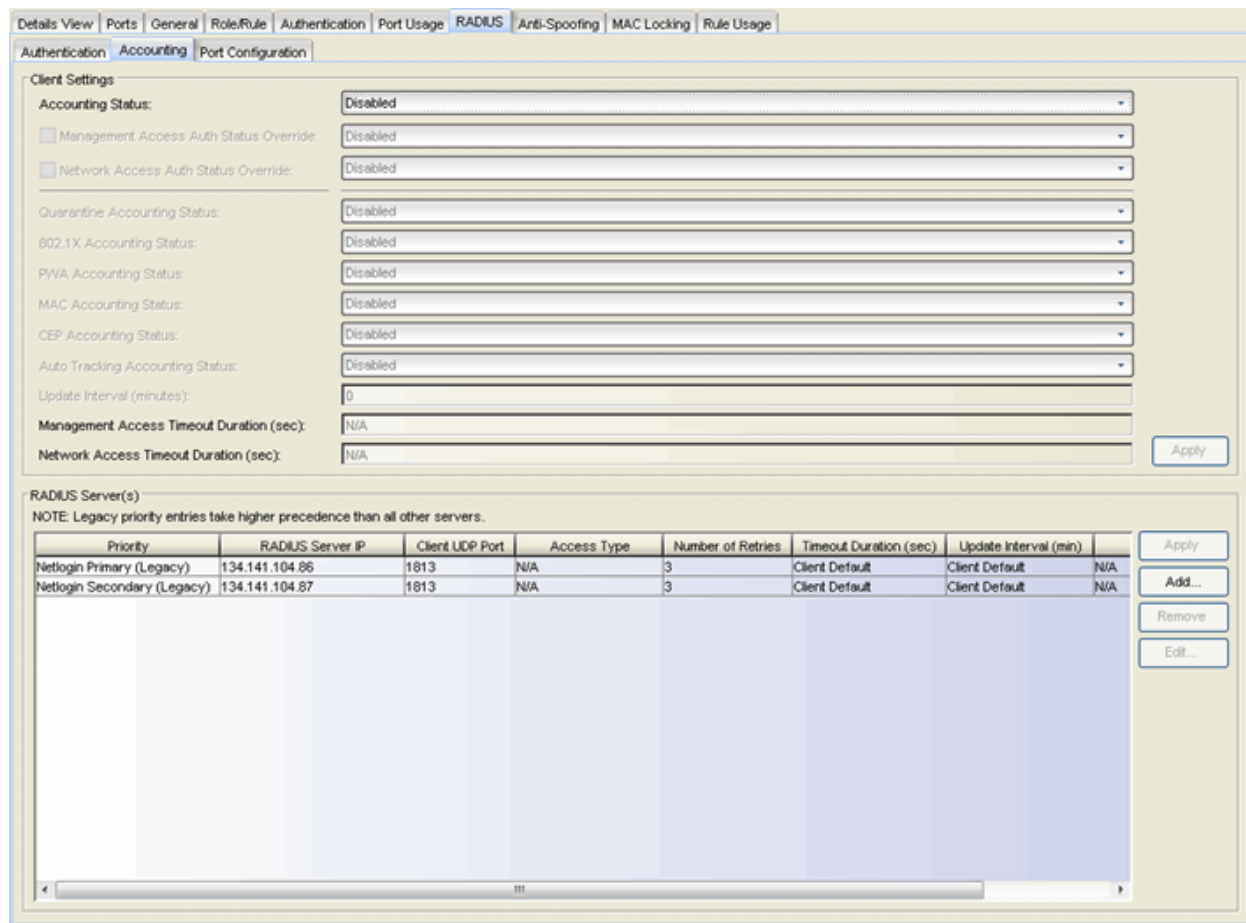 Details View Ports General Role/Rule Authentication Port Usage RADIUS Anti-Spoofing MAC Locking Rule Usage
Authentication Accounting Port Configuration
Client Settings
Accounting Status: Disabled
Management Access Auth Status Override: Disabled
Network Access Auth Status Override: Disabled
Quarantine Accounting Status: Disabled
802.1X Accounting Status: Disabled
PWA Accounting Status: Disabled
MAC Accounting Status: Disabled
CEP Accounting Status: Disabled
Auto Tracking Accounting Status: Disabled
Update Interval (minutes): 0
Management Access Timeout Duration (sec): N/A
Network Access Timeout Duration (sec): N/A Apply
RADIUS Server(s)
NOTE: Legacy priority entries take higher precedence than all other servers.
Priority RADIUS Server IP Client UDP Port Access Type Number of Retries Timeout Duration (sec) Update Interval (min) Apply
Netlogin Primary (Legacy) 134.141.104.86 1813 N/A 3 Client Default Client Default N/A
Netlogin Secondary (Legacy) 134.141.104.87 1813 N/A 3 Client Default Client Default N/A Add...
Remove
Edit...